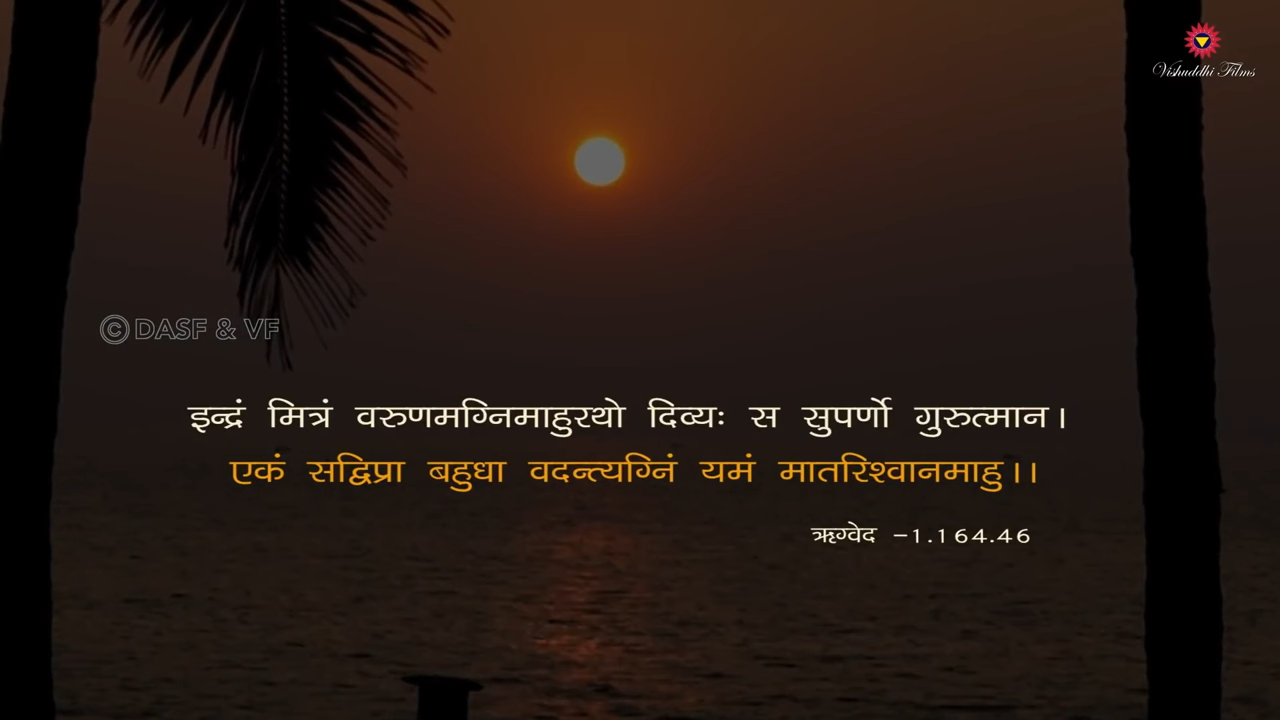 Vishuddhi Films
© DASF & VF
इन्द्रं मित्रं वरुणमग्निमाहुरथो दिव्यः स सुपर्णो गुरुत्मान।
एकं सद्विप्रा बहुधा वदन्त्यग्निं यमं मातरिश्वानमाहु।।
ऋग्वेद -1.164.46